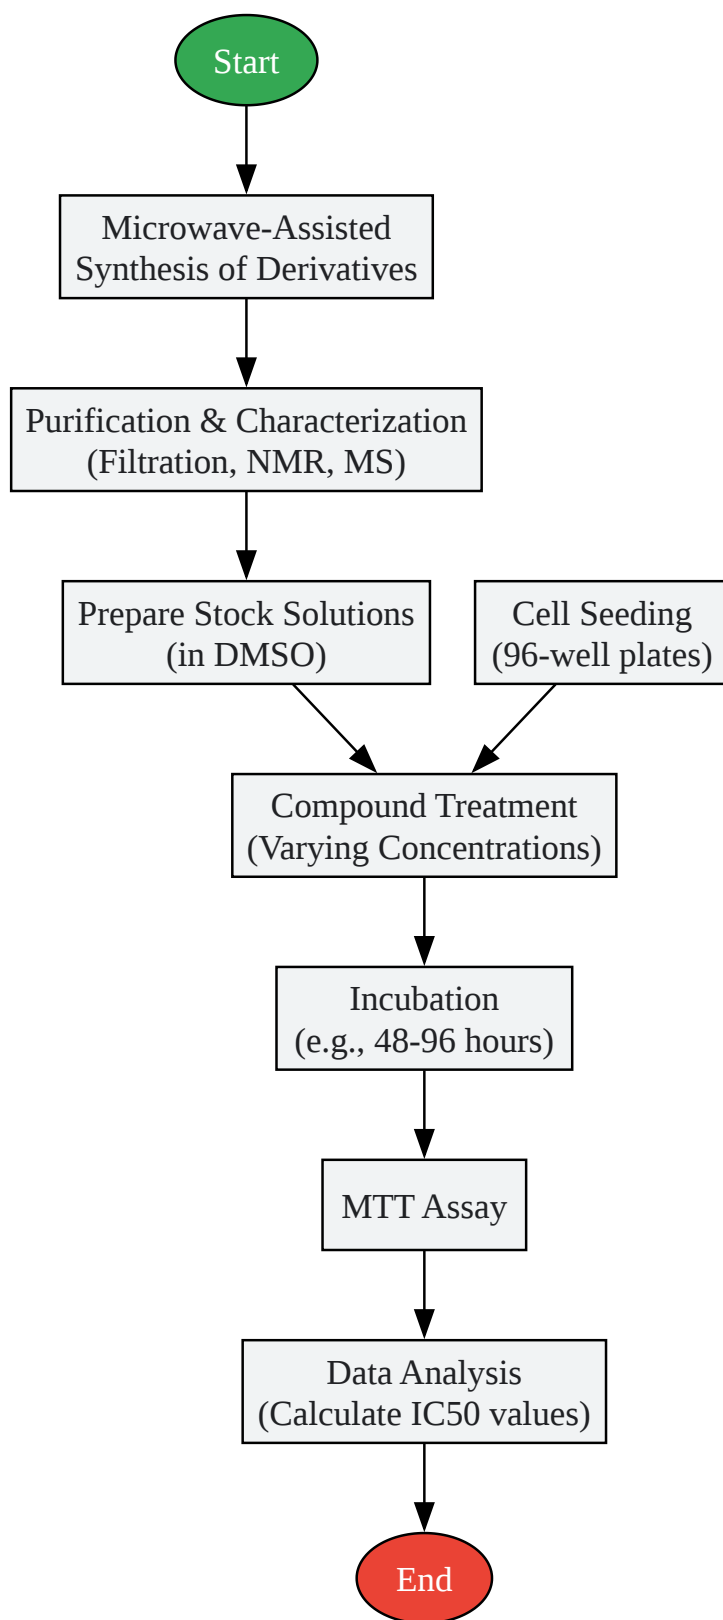 Start
Microwave-Assisted
Synthesis of Derivatives
Purification & Characterization
(Filtration, NMR, MS)
Prepare Stock Solutions
(in DMSO)
Cell Seeding
(96-well plates)
Compound Treatment
(Varying Concentrations)
Incubation
(e.g., 48-96 hours)
MTT Assay
Data Analysis
(Calculate IC50 values)
End